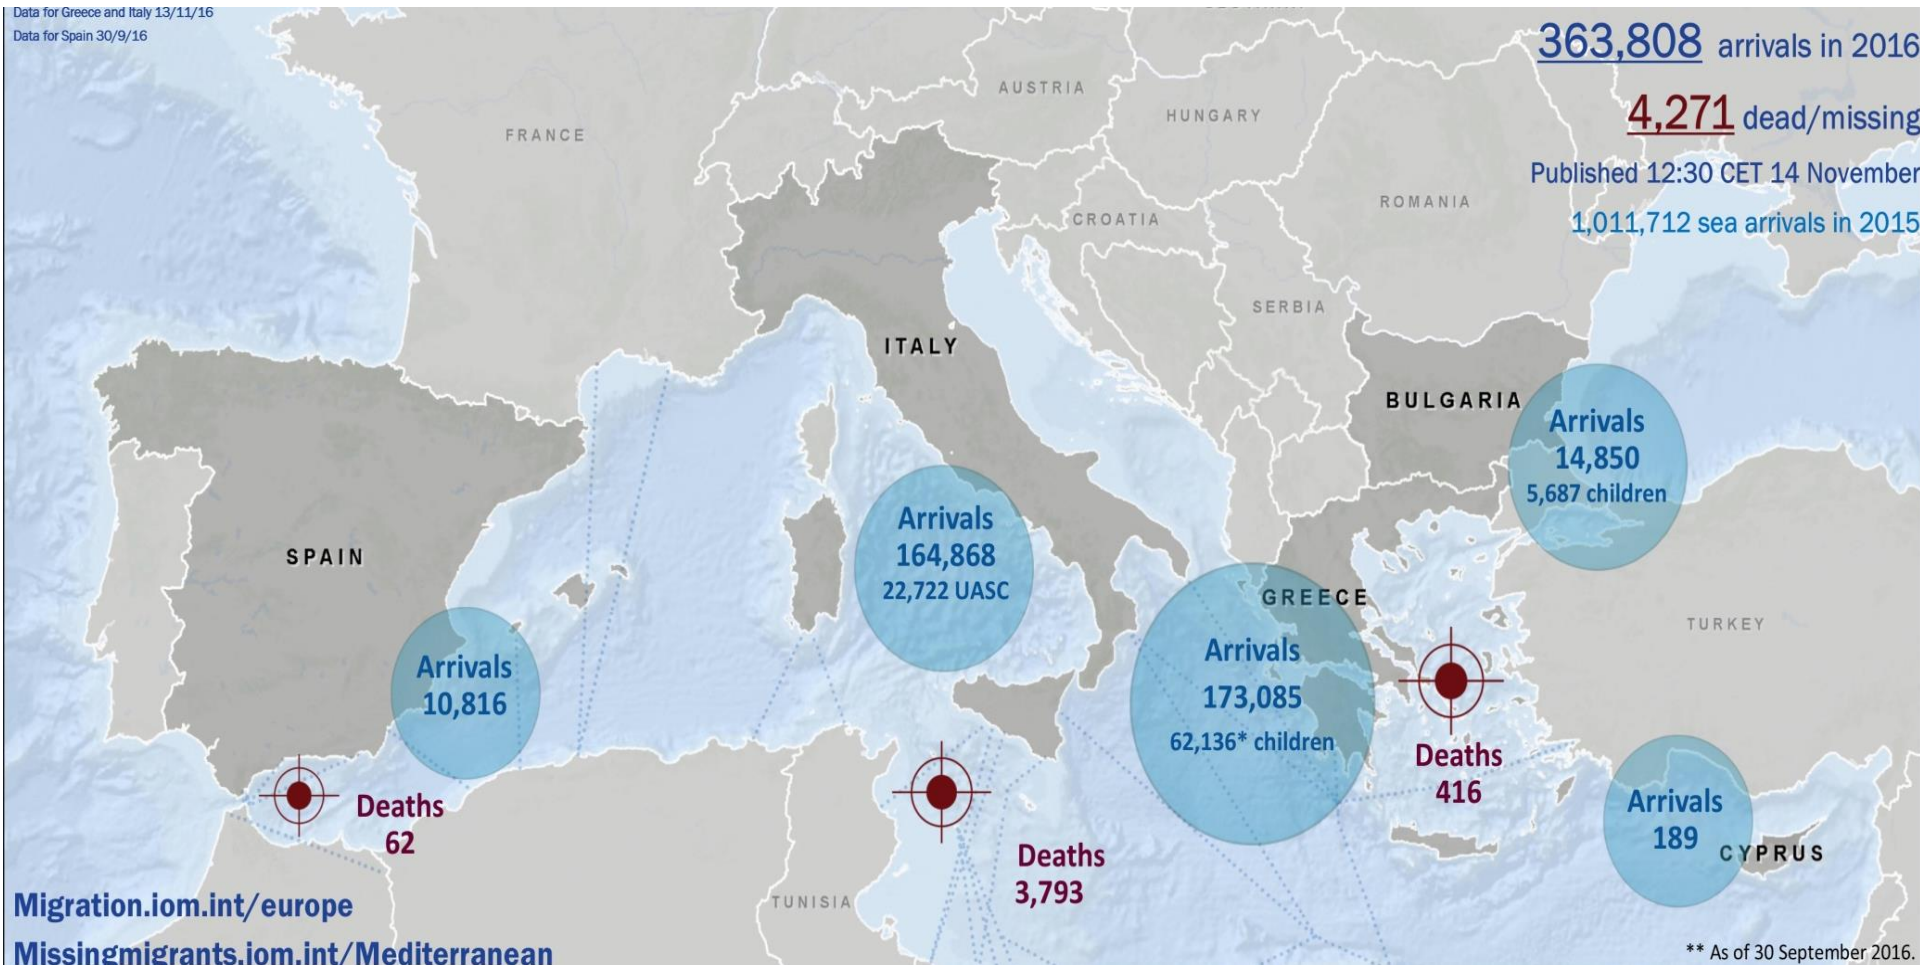 Data for Greece and Italy 13/11/16
Data for Spain 30/9/16
363,808 arrivals in 2016
4,271 dead/missing
Published 12:30 CET 14 November
1,011,712 sea arrivals in 2015
AUSTRIA
HUNGARY
FRANCE
ROMANIA
CROATIA
SERBIA
ITALY
BULGARIA
Arrivals
14,850
5,687 children
Arrivals
164,868
22,722 UASC
SPAIN
GREECE
TURKEY
Arrivals
173,085
62,136* children
Arrivals
10,816
Deaths
416
Arrivals
189
CYPRUS
Deaths
62
Deaths
3,793
TUNISIA
Migration.iom.int/europe
Missingmigrants.iom.int/Mediterranean
** As of 30 September 2016.